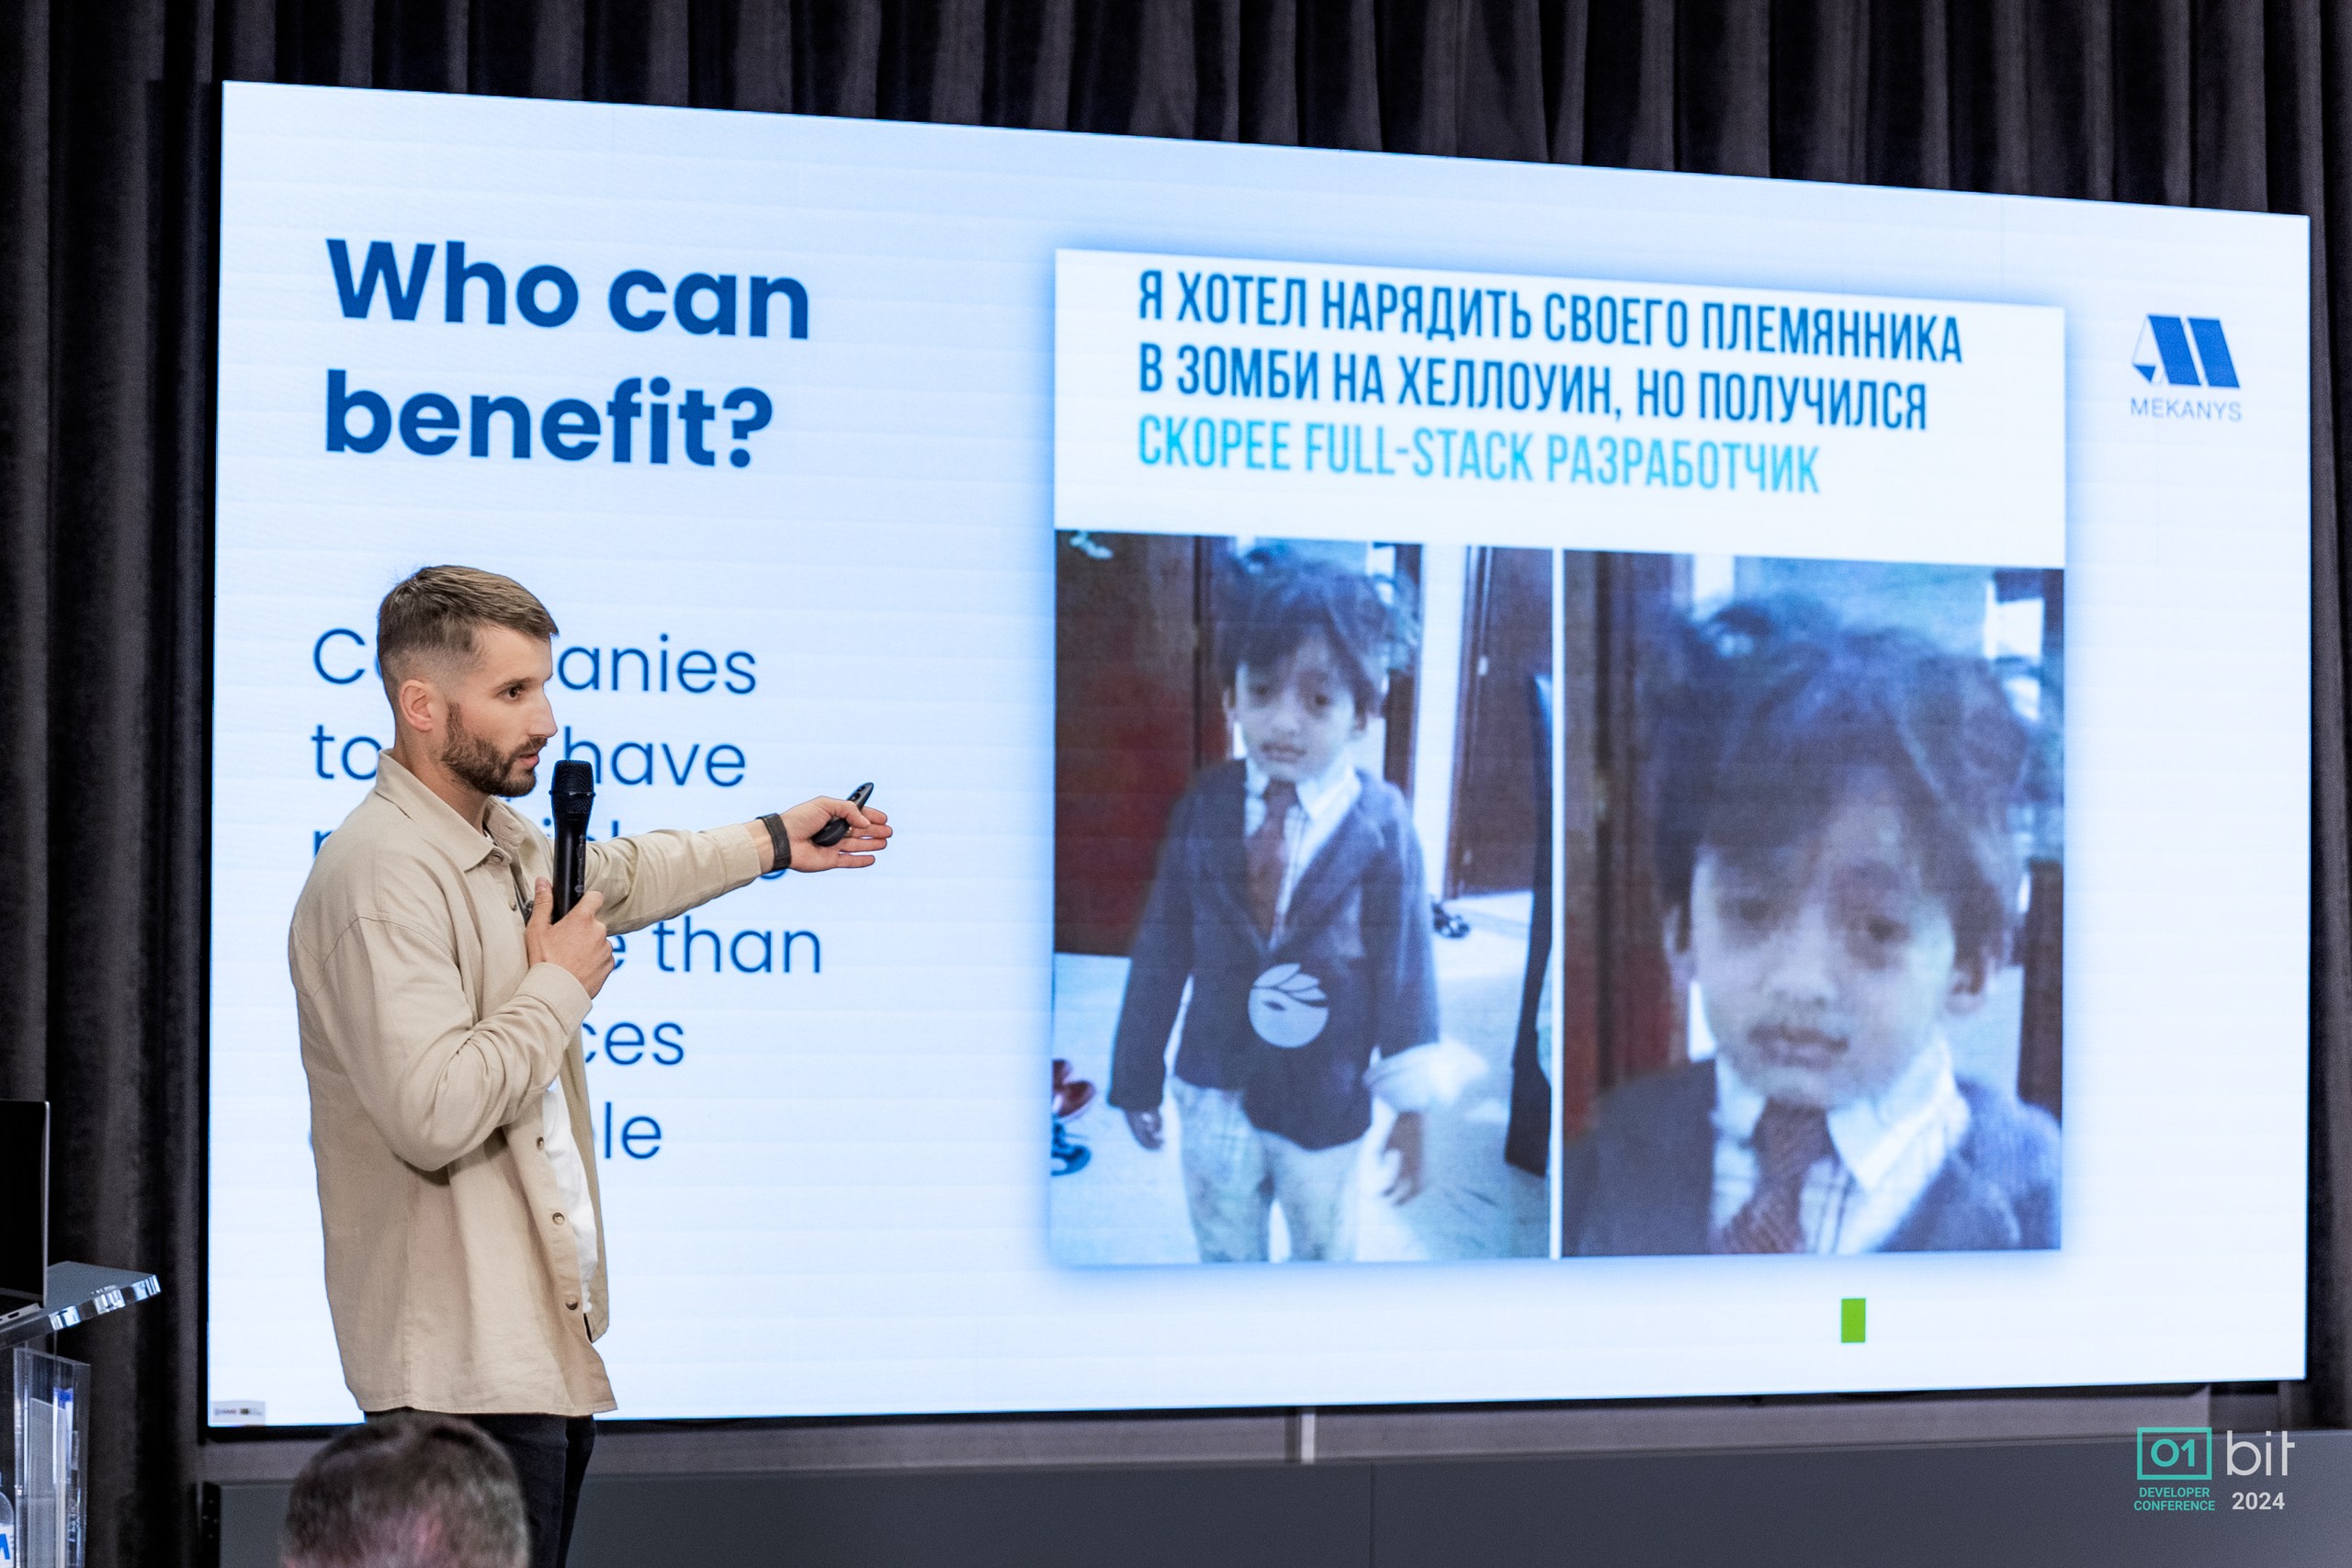 Who can
benefit?
anies
have
than
ces
le
Я ХОТЕЛ НАРЯДИТЬ СВОЕГО ПЛЕМЯННИКА
В ЗОМБИ НА ХЕЛЛОУИН, НО ПОЛУЧИЛСЯ
СКОРЕЕ FULL-STACK РАЗРАБОТЧИК
MEKANYS
01 bit
DEVELOPER
CONFERENCE 2024